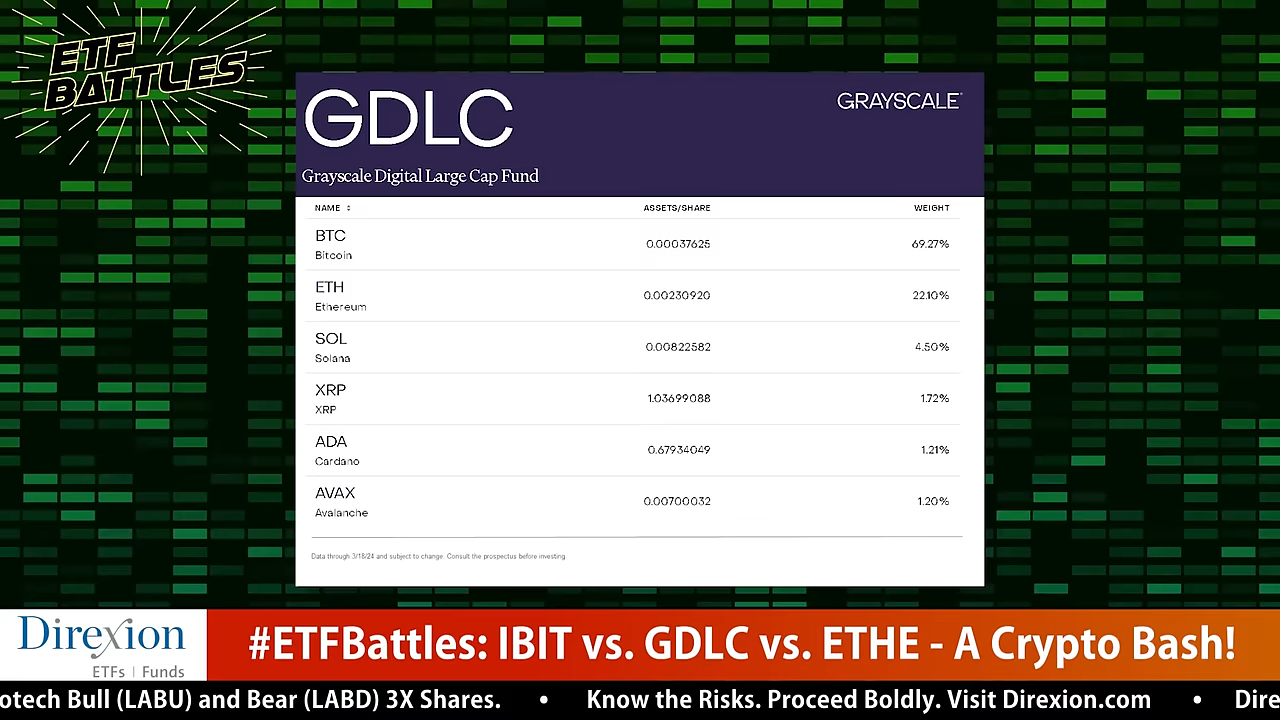 ETF
BATTLES
GDLC
GRAYSCALE
Grayscale Digital Large Cap Fund
NAME ASSETS/SHARE WEIGHT
BTC
Bitcoin
0.00037625 69.27%
ETH
Ethereum
0.00230920 22.10%
SOL
Solana
0.00822582 4.50%
XRP
XRP
1.03699088 1.72%
ADA
Cardano
0.67934049 1.21%
AVAX
Avalanche
0.00700032 1.20%
Data through 3/18/24 and subject to change. Consult the prospectus before investing.
Direxion
ETFs | Funds
#ETFBattles: IBIT vs. GDLC vs. ETHE - A Crypto Bash!
otech Bull (LABU) and Bear (LABD) 3X Shares. • Know the Risks. Proceed Boldly. Visit Direxion.com • Dire